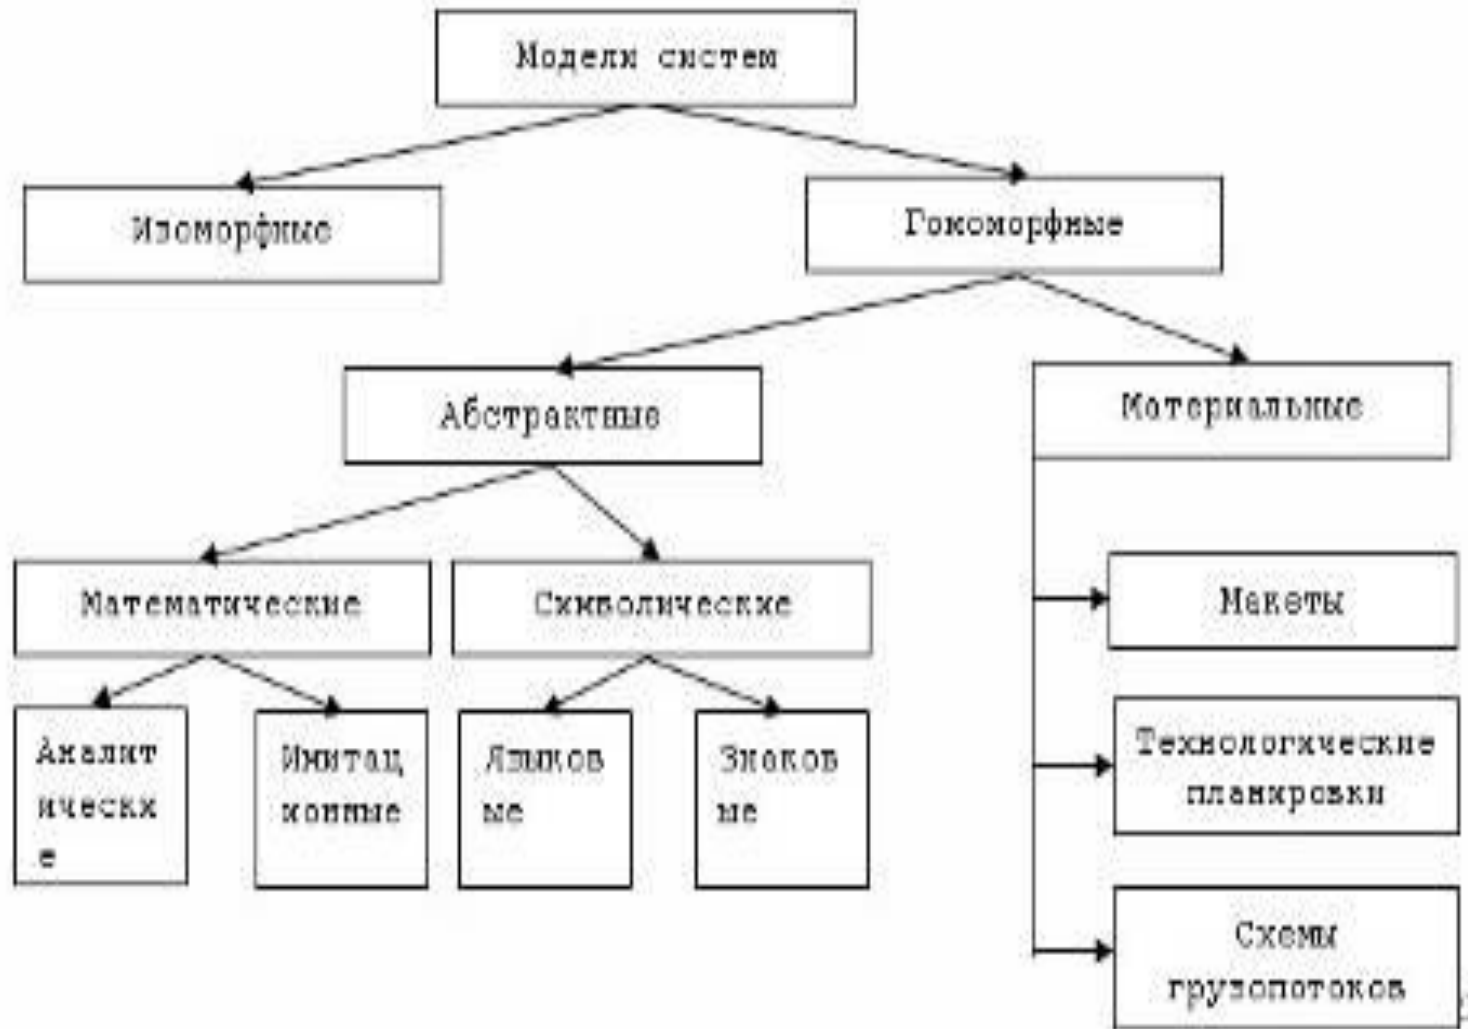 Модели систем
Изоморфные
Гомоморфные
Абстрактные
Материальные
Математические
Символические
Макеты
Аналит
ически
е
Имитац
ионные
Языков
ые
Знаков
ые
Технологические
планировки
Схемы
грузопотоков